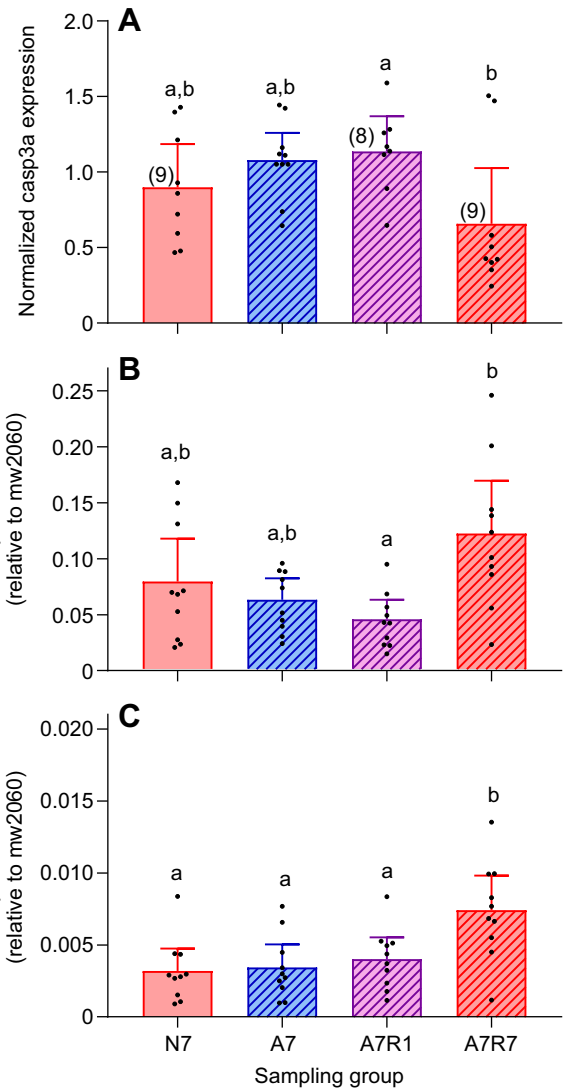 A
Normalized casp3a expression
2.0
1.5
1.0
0.5
0
a,b
a,b
a
b
(9)
(8)
(9)
B
(relative to mw2060)
0.25
0.20
0.15
0.10
0.05
0
a,b
a,b
a
b
C
(relative to mw2060)
0.020
0.015
0.010
0.005
0
a
a
a
b
N7 A7 A7R1 A7R7
Sampling group